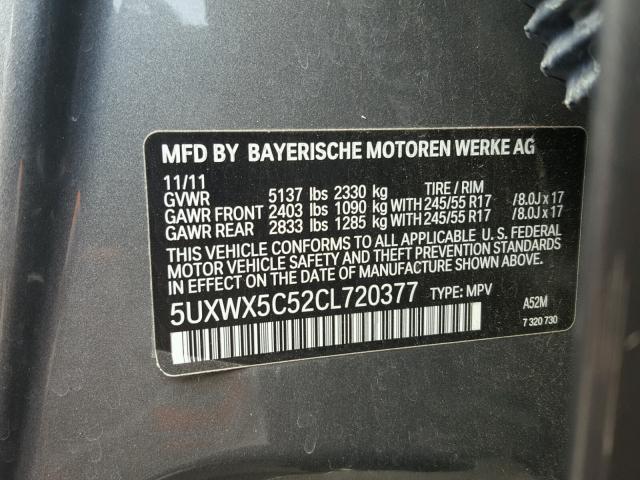 MFD BY BAYERISCHE MOTOREN WERKE AG
11/11
GVWR 5137 lbs 2330 kg TIRE / RIM
GAWR FRONT 2403 lbs 1090 kg WITH 245/55 R17 /8.0J x 17
GAWR REAR 2833 lbs 1285 kg WITH 245/55 R17 /8.0J x 17
THIS VEHICLE CONFORMS TO ALL APPLICABLE U. S. FEDERAL
MOTOR VEHICLE SAFETY AND THEFT PREVENTION STANDARDS
IN EFFECT ON THE DATE OF MANUFACTURE SHOWN ABOVE.
5UXWX5C52CL720377 TYPE: MPV A52M
7 320 730